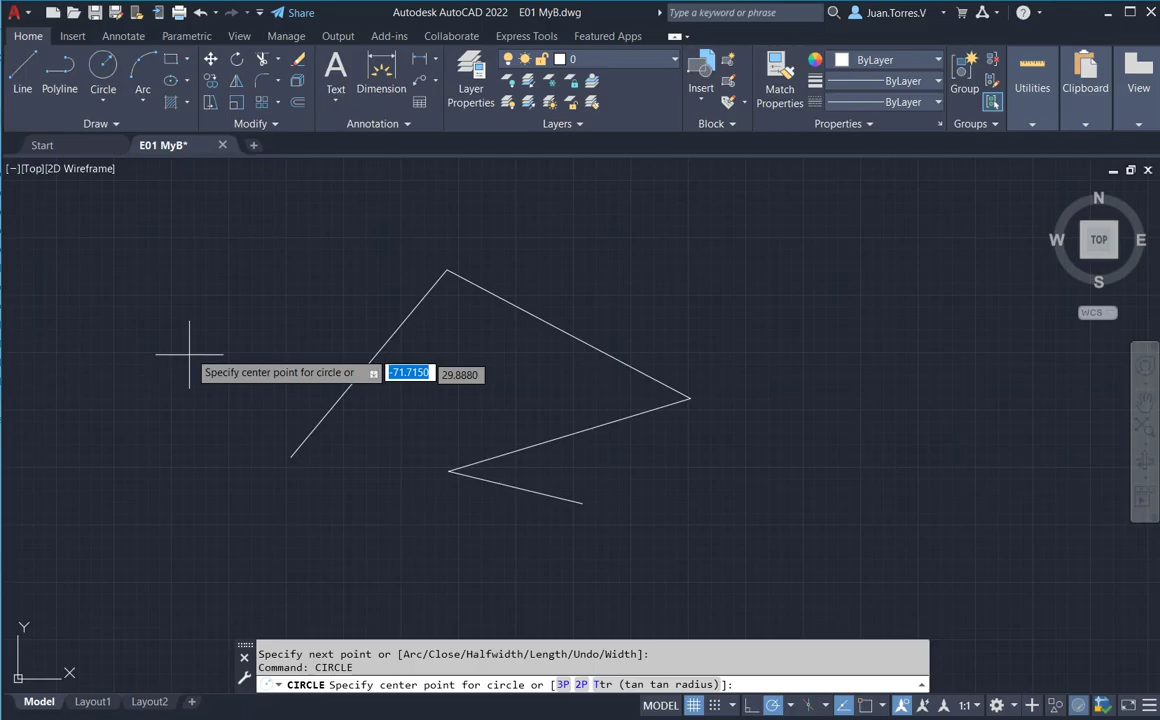 Share
Autodesk AutoCAD 2022 E01 MyB.dwg
Type a keyword or phrase
Juan.Torres.V
Home Insert Annotate Parametric View Manage Output Add-ins Collaborate Express Tools Featured Apps
0
ByLayer
ByLayer
ByLayer
Line Polyline Circle Arc
Text Dimension
Layer Properties
Insert
Match Properties
Group Utilities Clipboard View
Draw Modify Annotation Layers Block Properties Groups
Start E01 MyB*
[−][Top][2D Wireframe]
N
W TOP E
S
WCS
Specify center point for circle or -71.7150 29.8880
Y
X
Specify next point or [Arc/Close/Halfwidth/Length/Undo/Width]:
Command: CIRCLE
CIRCLE Specify center point for circle or [3P 2P Ttr (tan tan radius)]:
Model Layout1 Layout2
MODEL 1:1